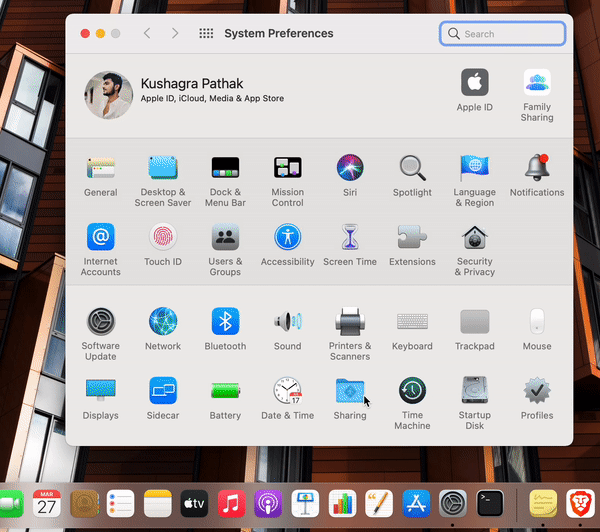 System Preferences
Search
Kushagra Pathak
Apple ID, iCloud, Media & App Store
Apple ID
Family
Sharing
General
Desktop &
Screen Saver
Dock &
Menu Bar
Mission
Control
Siri
Spotlight
Language
& Region
Notifications
Internet
Accounts
Touch ID
Users &
Groups
Accessibility
Screen Time
Extensions
Security
& Privacy
Software
Update
Network
Bluetooth
Sound
Printers &
Scanners
Keyboard
Trackpad
Mouse
Displays
Sidecar
Battery
Date & Time
17
Sharing
Time
Machine
Startup
Disk
Profiles
MAR
27
tv